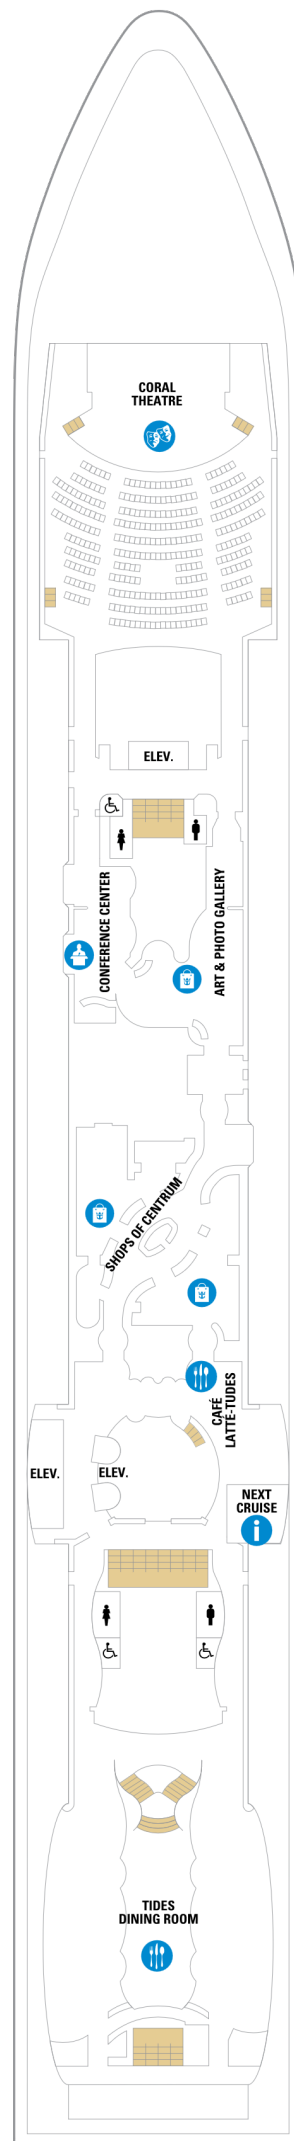 CORAL
THEATRE
ELEV.
CONFERENCE CENTER
ART & PHOTO GALLERY
SHOPS OF CENTRUM
CAFÉ
LATTÉ-TUDES
ELEV.
ELEV.
NEXT
CRUISE
TIDES
DINING ROOM